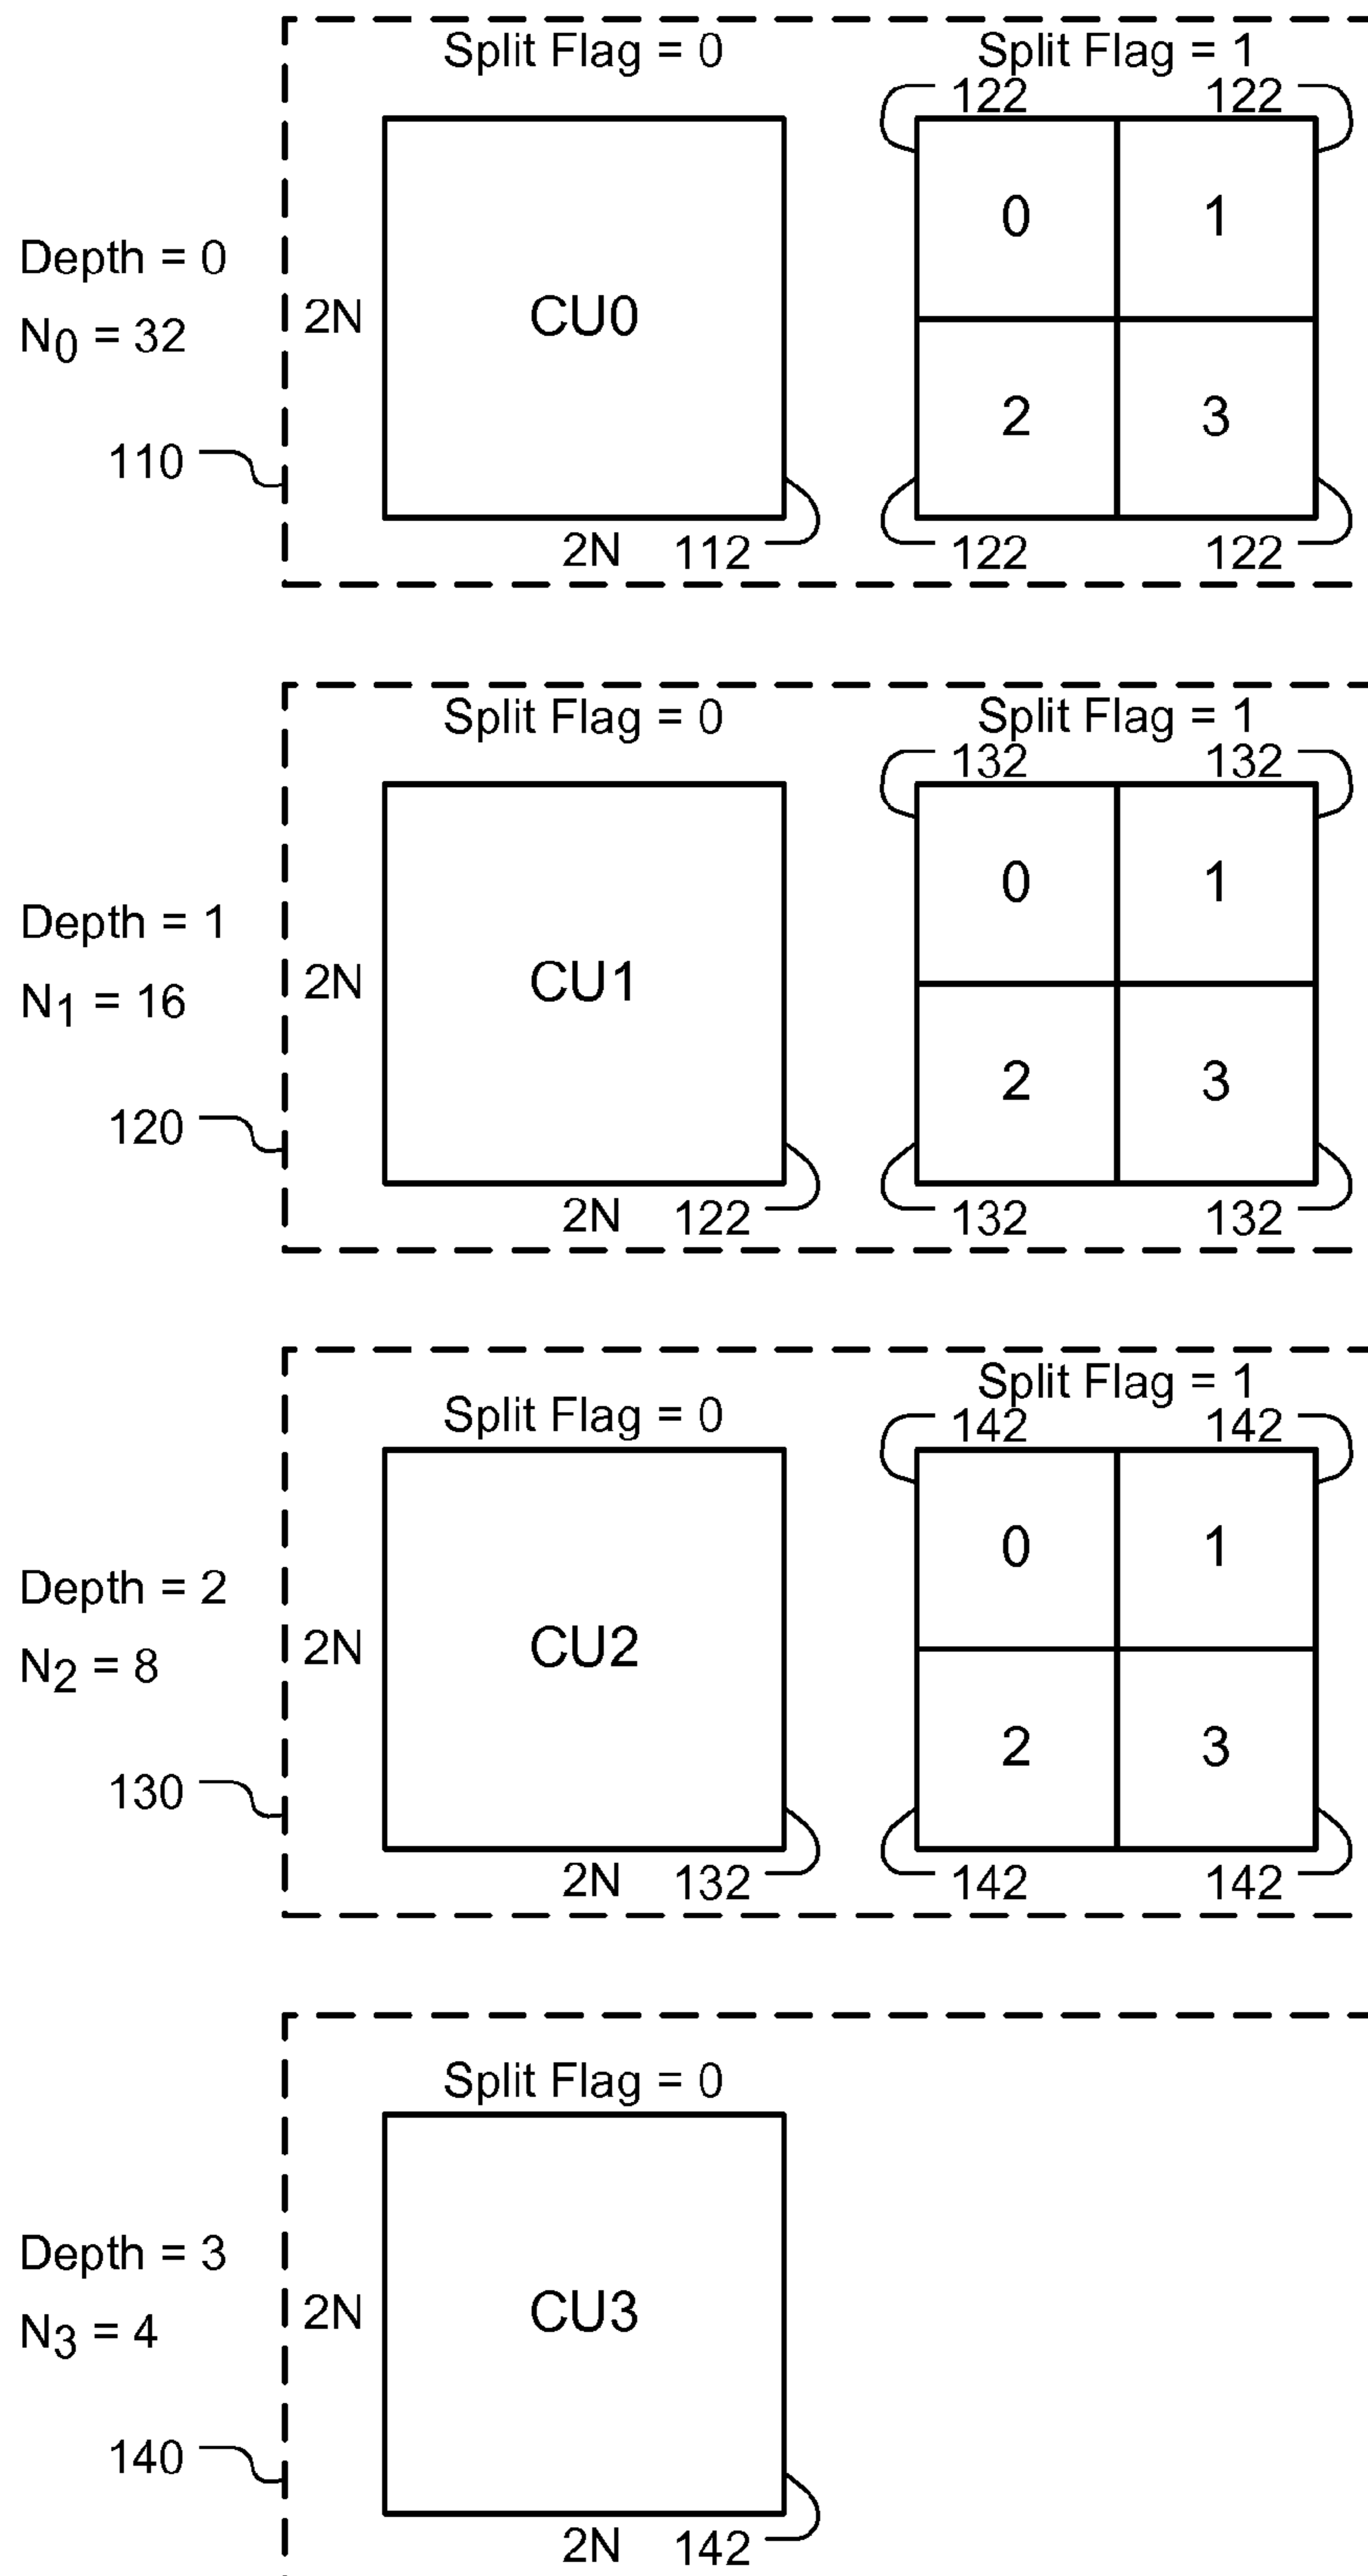 Split Flag = 0
Split Flag = 1
122
122
0
1
Depth = 0
N0 = 32
2N
CU0
2
3
110
2N
112
122
122
Split Flag = 0
Split Flag = 1
132
132
0
1
Depth = 1
N1 = 16
2N
CU1
2
3
120
2N
122
132
132
Split Flag = 0
Split Flag = 1
142
142
0
1
Depth = 2
N2 = 8
2N
CU2
2
3
130
2N
132
142
142
Split Flag = 0
Depth = 3
N3 = 4
2N
CU3
140
2N
142